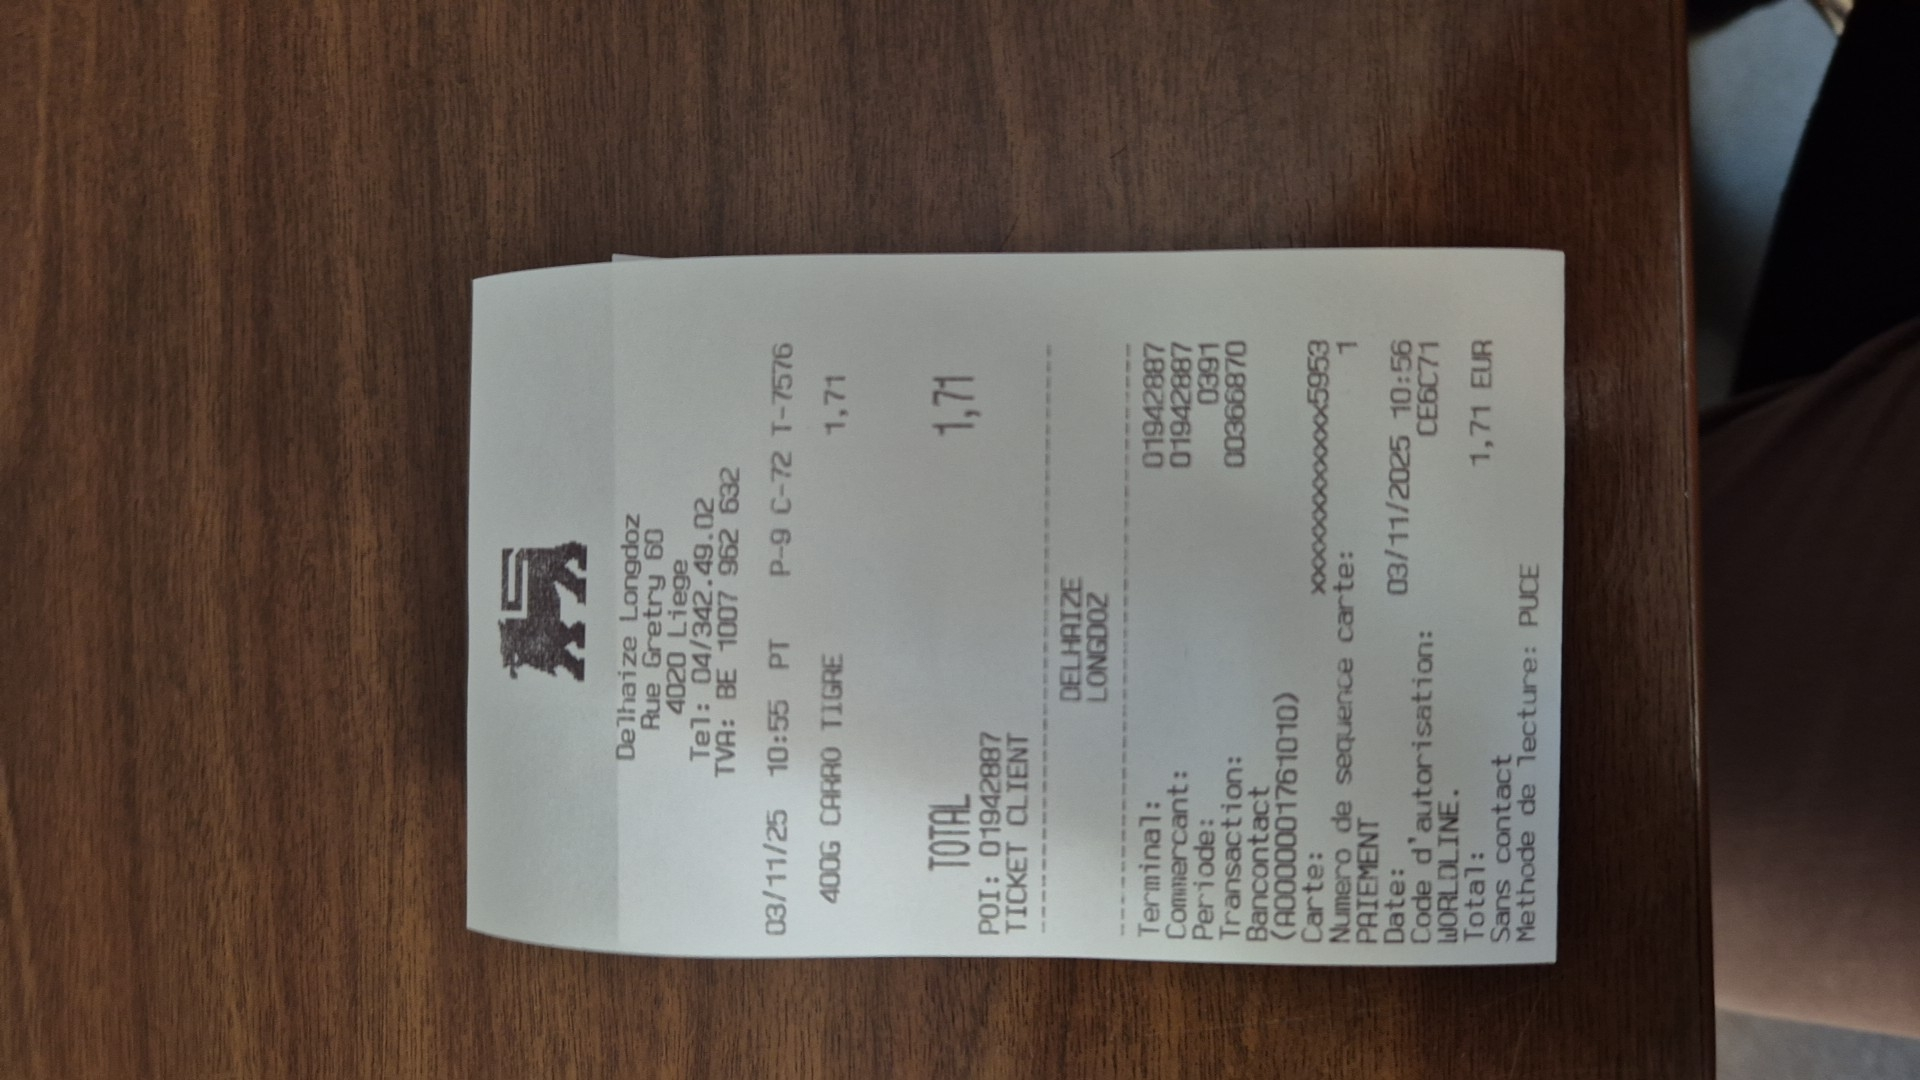 Delhaize Longdoz
Rue Gretry 60
4020 Liege
Tel: 04/342.49.02
TVA: BE 1007 962 632
03/11/25 10:55 PT P-9 C-72 T-7576
400G CARRO TIGRE 1,71
TOTAL 1,71
POI: 01942887
TICKET CLIENT
DELHAIZE
LONGDOZ
Terminal: 01942887
Commercant: 01942887
Periode: 0391
Transaction: 00366870
Bancontact
(A0000001761010)
Carte: xxxxxxxxxxxxx5953
Numero de sequence carte: 1
PAIEMENT
Date: 03/11/2025 10:56
Code d'autorisation: CE6C71
WORLDLINE.
Total: 1,71 EUR
Sans contact
Methode de lecture: PUCE